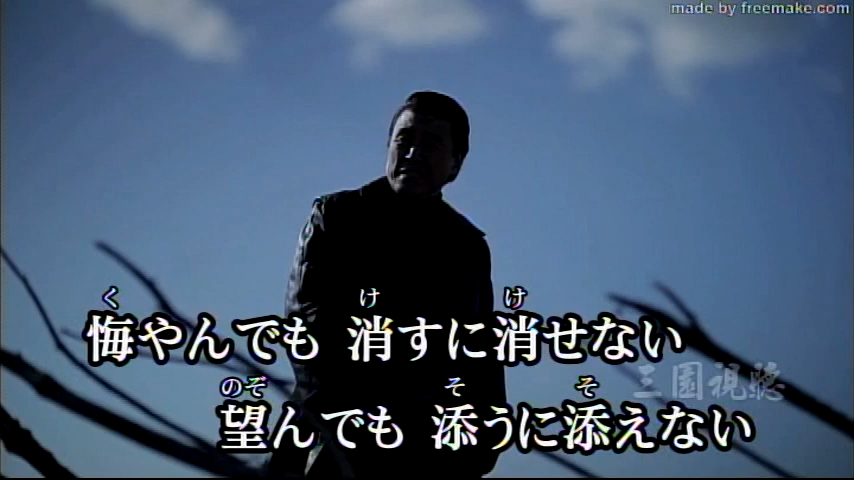 made by freemake.com
く け け
悔やんでも 消すに消せない
三園視聽
のぞ そ そ
望んでも 添うに添えない